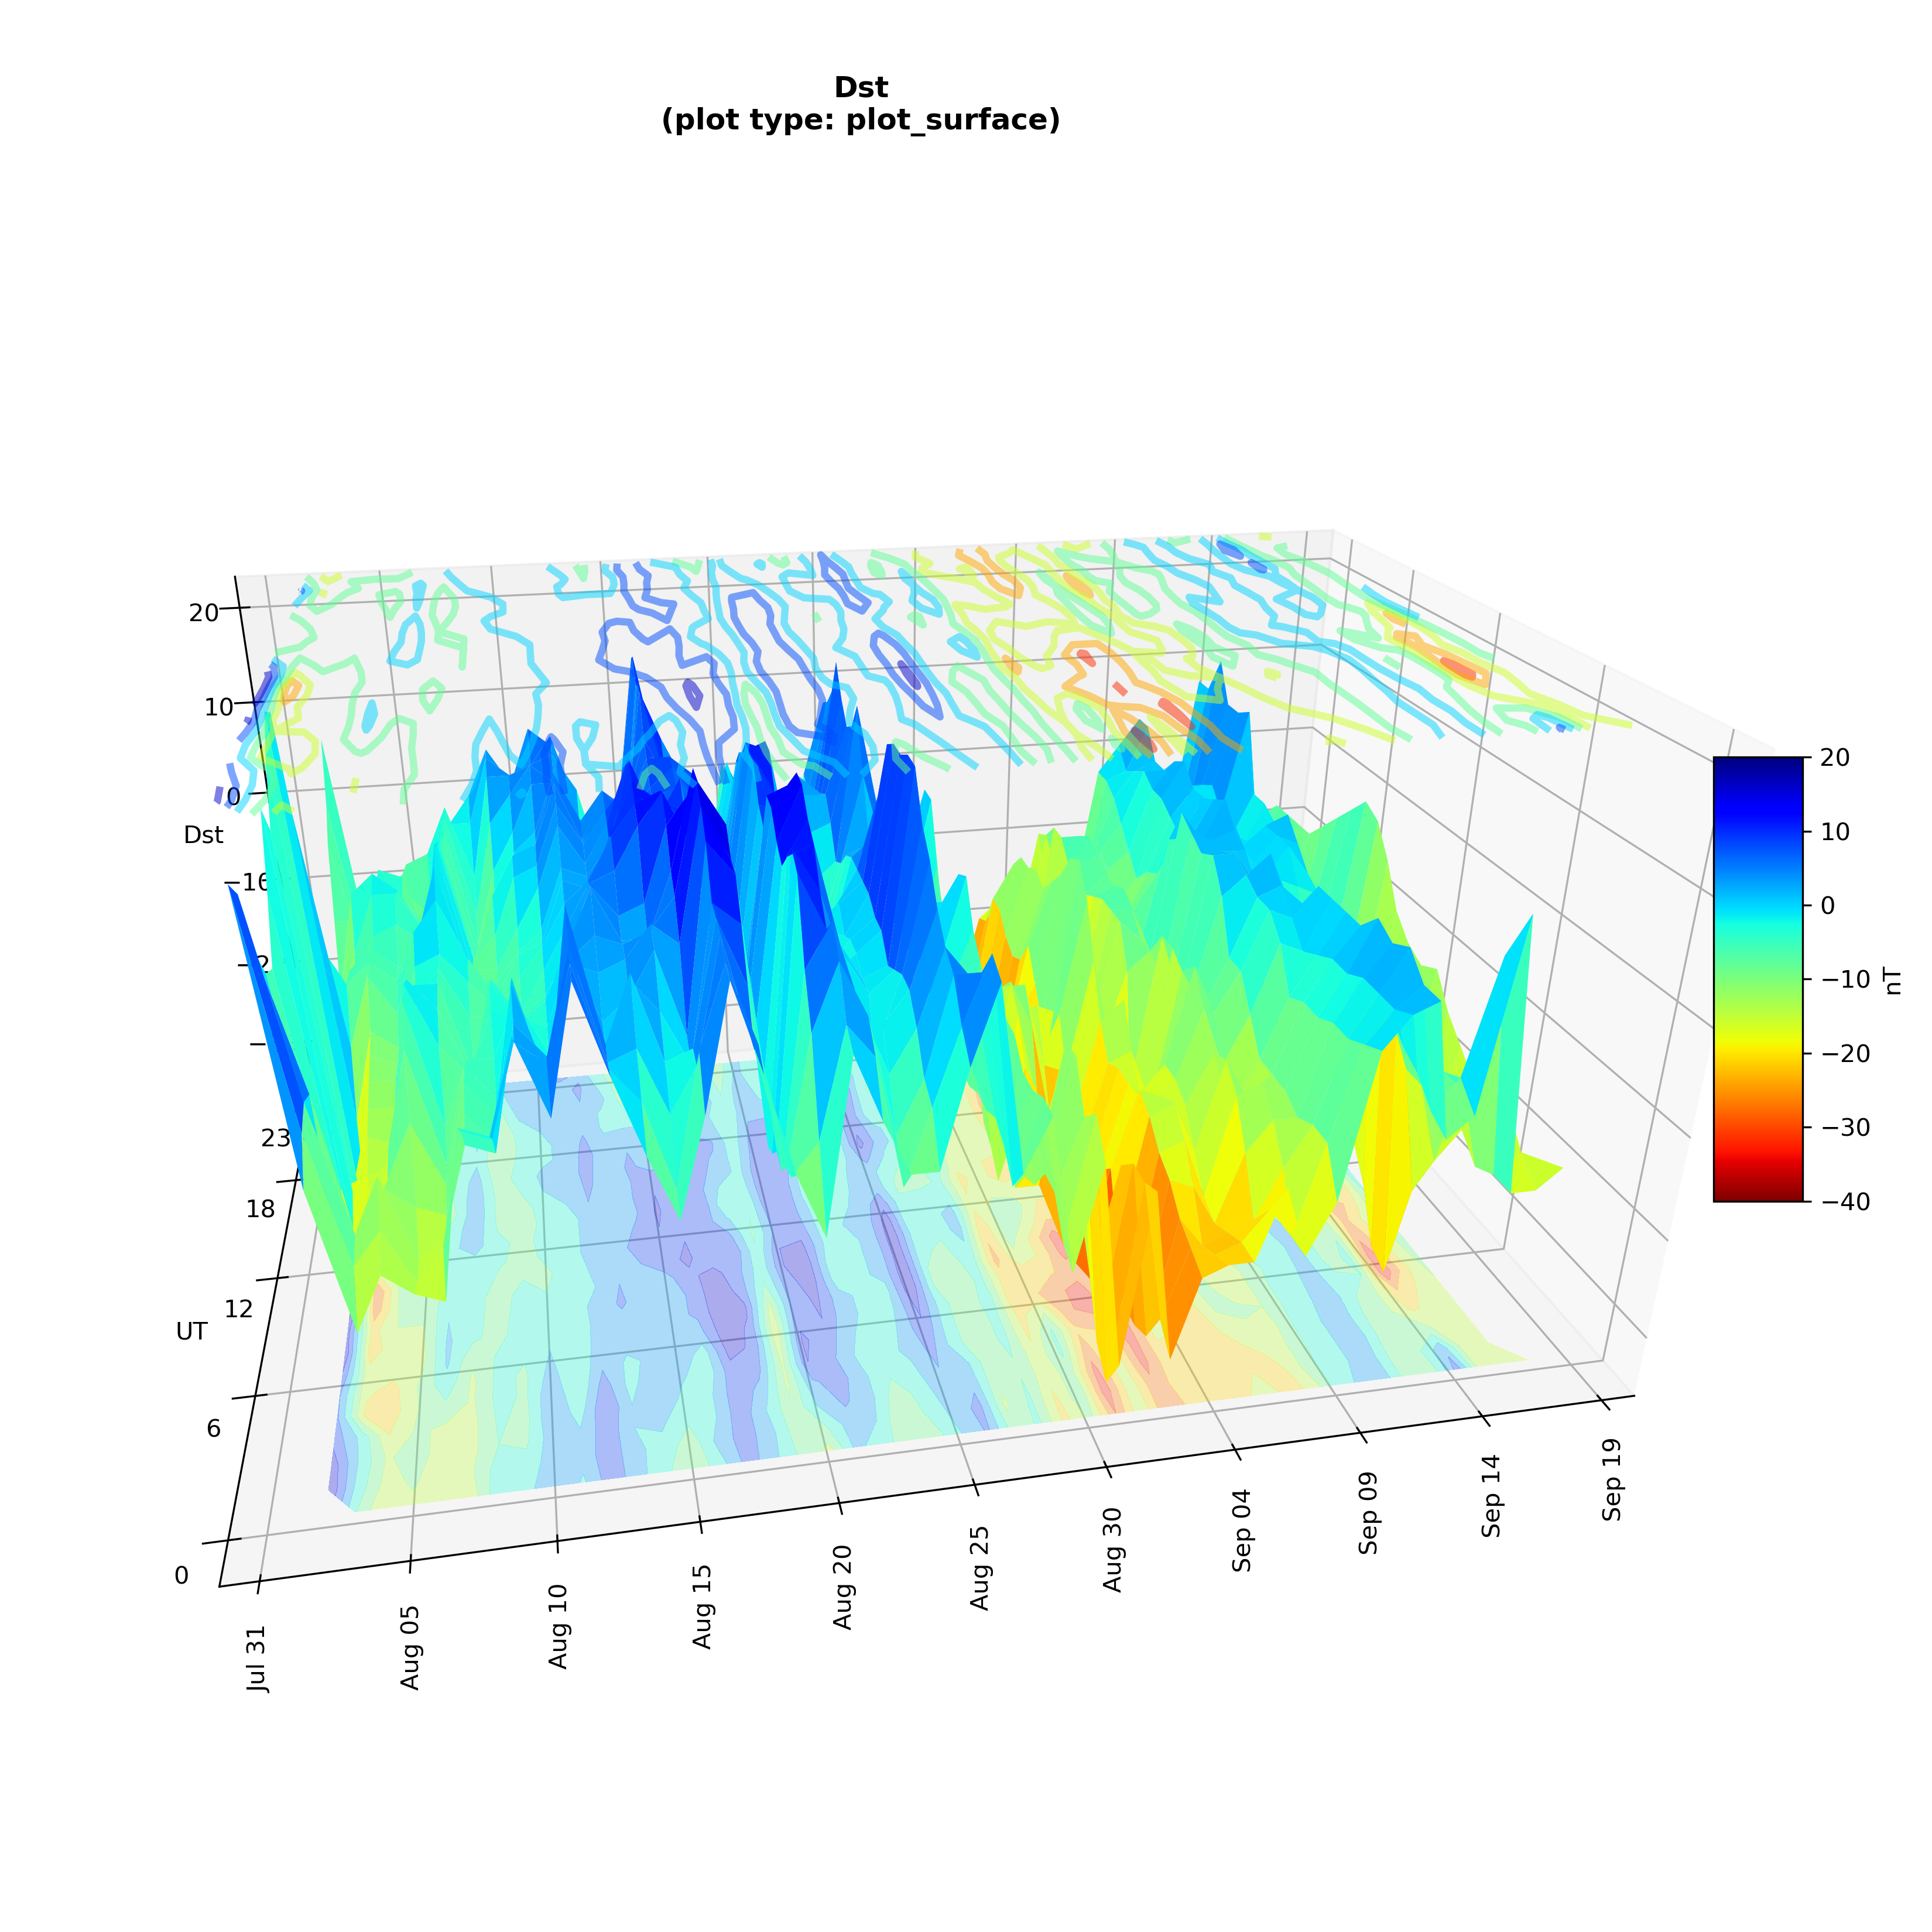 Dst
(plot type: plot_surface)
20
10
0
Dst
−10
23
18
12
UT
6
0
Jul 31
Aug 05
Aug 10
Aug 15
Aug 20
Aug 25
Aug 30
Sep 04
Sep 09
Sep 14
Sep 19
20
10
0
−10
−20
−30
−40
nT